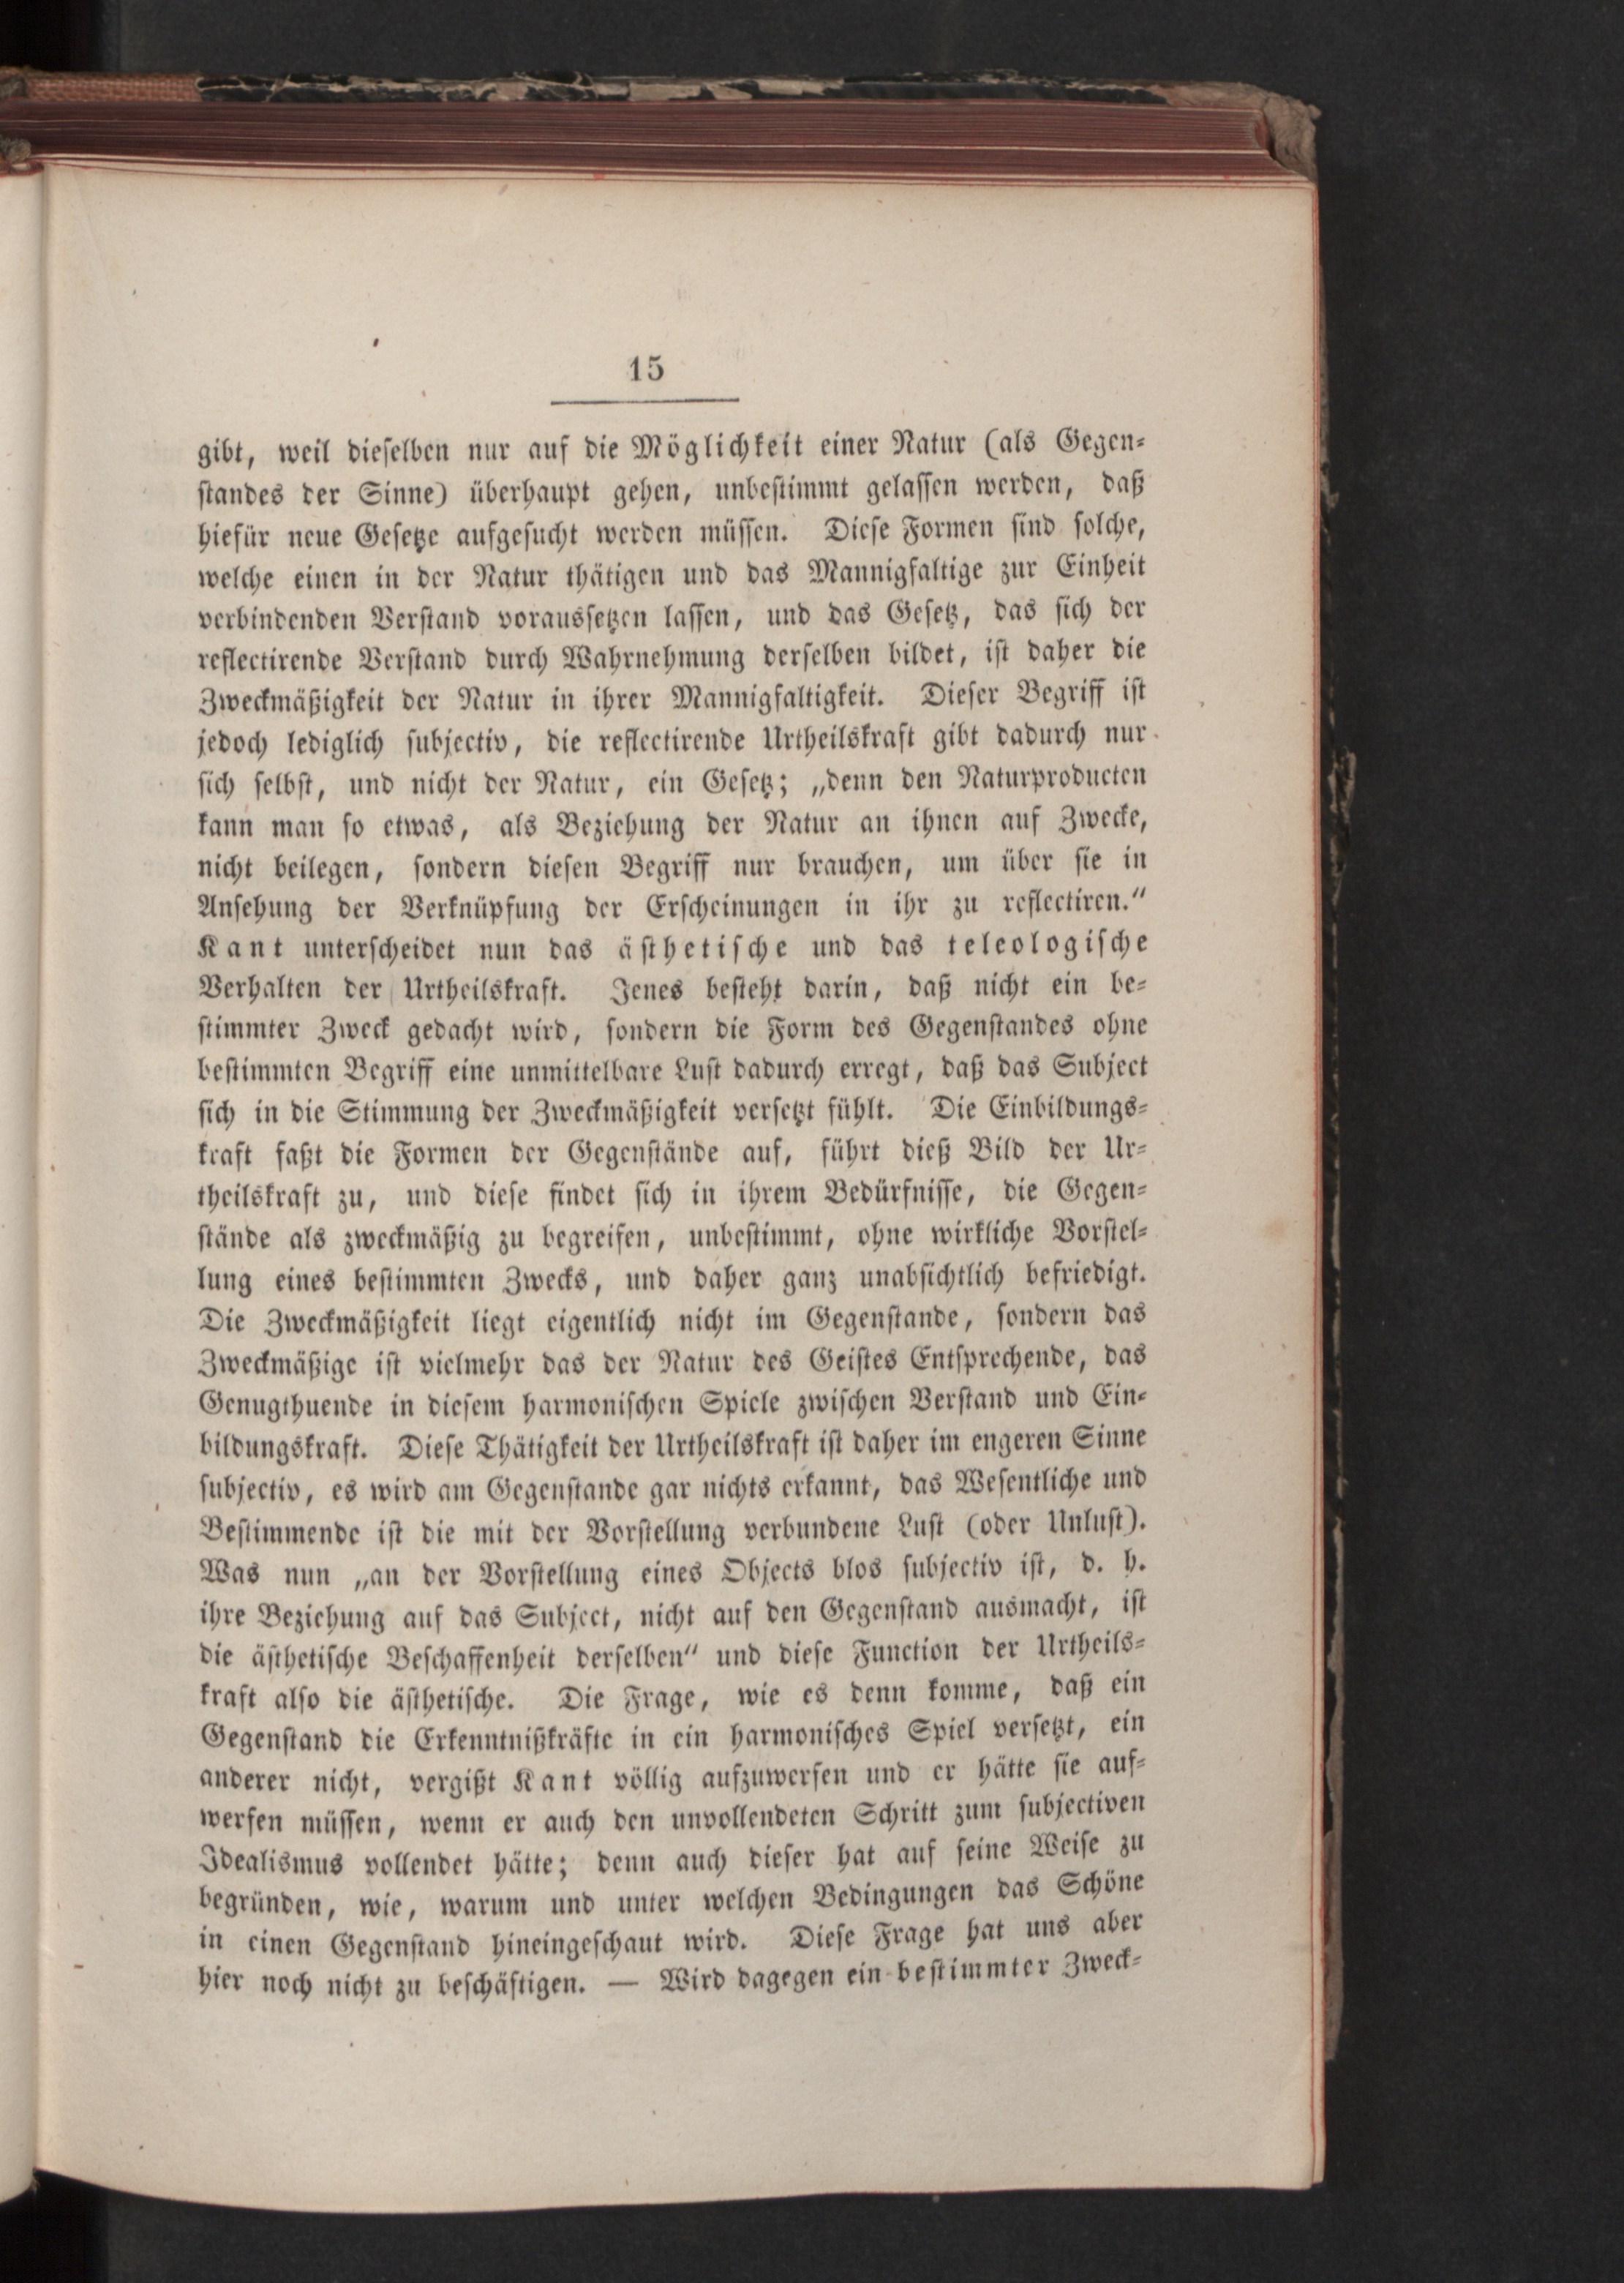 15
gibt, weil dieselben nur auf die Möglichkeit einer Natur (als Gegen-
standes der Sinne) überhaupt gehen, unbestimmt gelassen werden, daß
hiefür neue Gesetze aufgesucht werden müssen. Diese Formen sind solche,
welche einen in der Natur thätigen und das Mannigfaltige zur Einheit
verbindenden Verstand voraussetzen lassen, und das Gesetz, das sich der
reflectirende Verstand durch Wahrnehmung derselben bildet, ist daher die
Zweckmäßigkeit der Natur in ihrer Mannigfaltigkeit. Dieser Begriff ist
jedoch lediglich subjectiv, die reflectirende Urtheilskraft gibt dadurch nur
sich selbst, und nicht der Natur, ein Gesetz; „denn den Naturproducten
kann man so etwas, als Beziehung der Natur an ihnen auf Zwecke,
nicht beilegen, sondern diesen Begriff nur brauchen, um über sie in
Ansehung der Verknüpfung der Erscheinungen in ihr zu reflectiren.“
Kant unterscheidet nun das ästhetische und das teleologische
Verhalten der Urtheilskraft. Jenes besteht darin, daß nicht ein be-
stimmter Zweck gedacht wird, sondern die Form des Gegenstandes ohne
bestimmten Begriff eine unmittelbare Lust dadurch erregt, daß das Subject
sich in die Stimmung der Zweckmäßigkeit versetzt fühlt. Die Einbildungs-
kraft faßt die Formen der Gegenstände auf, führt dieß Bild der Ur-
theilskraft zu, und diese findet sich in ihrem Bedürfnisse, die Gegen-
stände als zweckmäßig zu begreifen, unbestimmt, ohne wirkliche Vorstel-
lung eines bestimmten Zwecks, und daher ganz unabsichtlich befriedigt.
Die Zweckmäßigkeit liegt eigentlich nicht im Gegenstande, sondern das
Zweckmäßige ist vielmehr das der Natur des Geistes Entsprechende, das
Genugthuende in diesem harmonischen Spiele zwischen Verstand und Ein-
bildungskraft. Diese Thätigkeit der Urtheilskraft ist daher im engeren Sinne
subjectiv, es wird am Gegenstande gar nichts erkannt, das Wesentliche und
Bestimmende ist die mit der Vorstellung verbundene Lust (oder Unlust).
Was nun „an der Vorstellung eines Objects blos subjectiv ist, d. h.
ihre Beziehung auf das Subject, nicht auf den Gegenstand ausmacht, ist
die ästhetische Beschaffenheit derselben“ und diese Function der Urtheils-
kraft also die ästhetische. Die Frage, wie es denn komme, daß ein
Gegenstand die Erkenntnißkräfte in ein harmonisches Spiel versetzt, ein
anderer nicht, vergißt Kant völlig aufzuwerfen und er hätte sie auf-
werfen müssen, wenn er auch den unvollendeten Schritt zum subjectiven
Idealismus vollendet hätte; denn auch dieser hat auf seine Weise zu
begründen, wie, warum und unter welchen Bedingungen das Schöne
in einen Gegenstand hineingeschaut wird. Diese Frage hat uns aber
hier noch nicht zu beschäftigen. — Wird dagegen ein bestimmter Zweck-